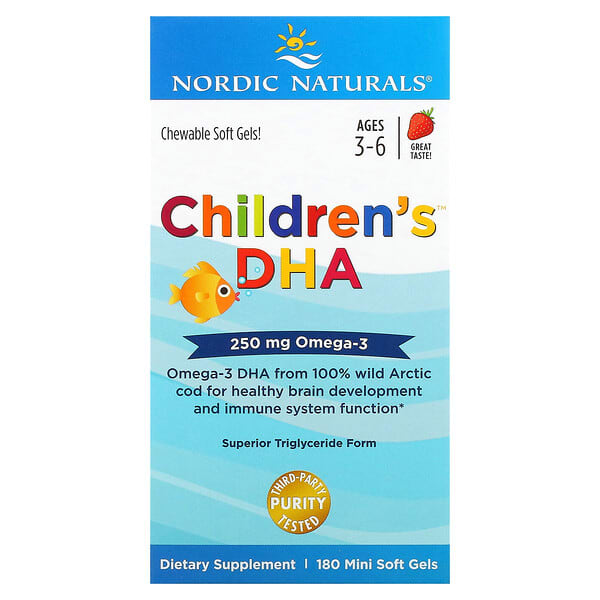 NORDIC NATURALS®
Chewable Soft Gels!
AGES
3-6
GREAT
TASTE!
Children's™
DHA
250 mg Omega-3
Omega-3 DHA from 100% wild Arctic
cod for healthy brain development
and immune system function*
Superior Triglyceride Form
THIRD-PARTY
PURITY
TESTED
Dietary Supplement | 180 Mini Soft Gels